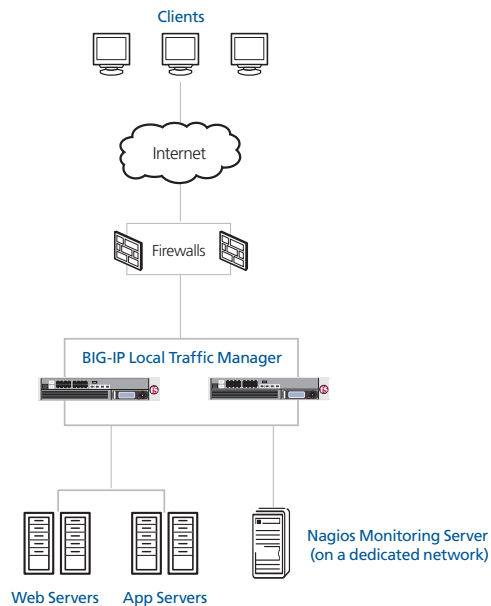 Clients
Internet
Firewalls
BIG-IP Local Traffic Manager
Nagios Monitoring Server
(on a dedicated network)
Web Servers
App Servers